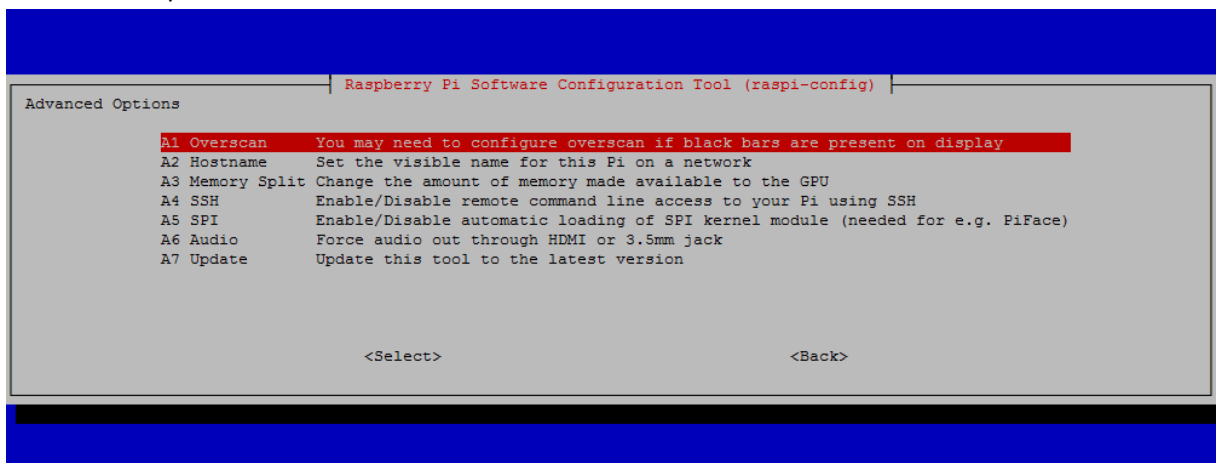 Raspberry Pi Software Configuration Tool (raspi-config)
Advanced Options
A1 Overscan You may need to configure overscan if black bars are present on display
A2 Hostname Set the visible name for this Pi on a network
A3 Memory Split Change the amount of memory made available to the GPU
A4 SSH Enable/Disable remote command line access to your Pi using SSH
A5 SPI Enable/Disable automatic loading of SPI kernel module (needed for e.g. PiFace)
A6 Audio Force audio out through HDMI or 3.5mm jack
A7 Update Update this tool to the latest version
<Select> <Back>